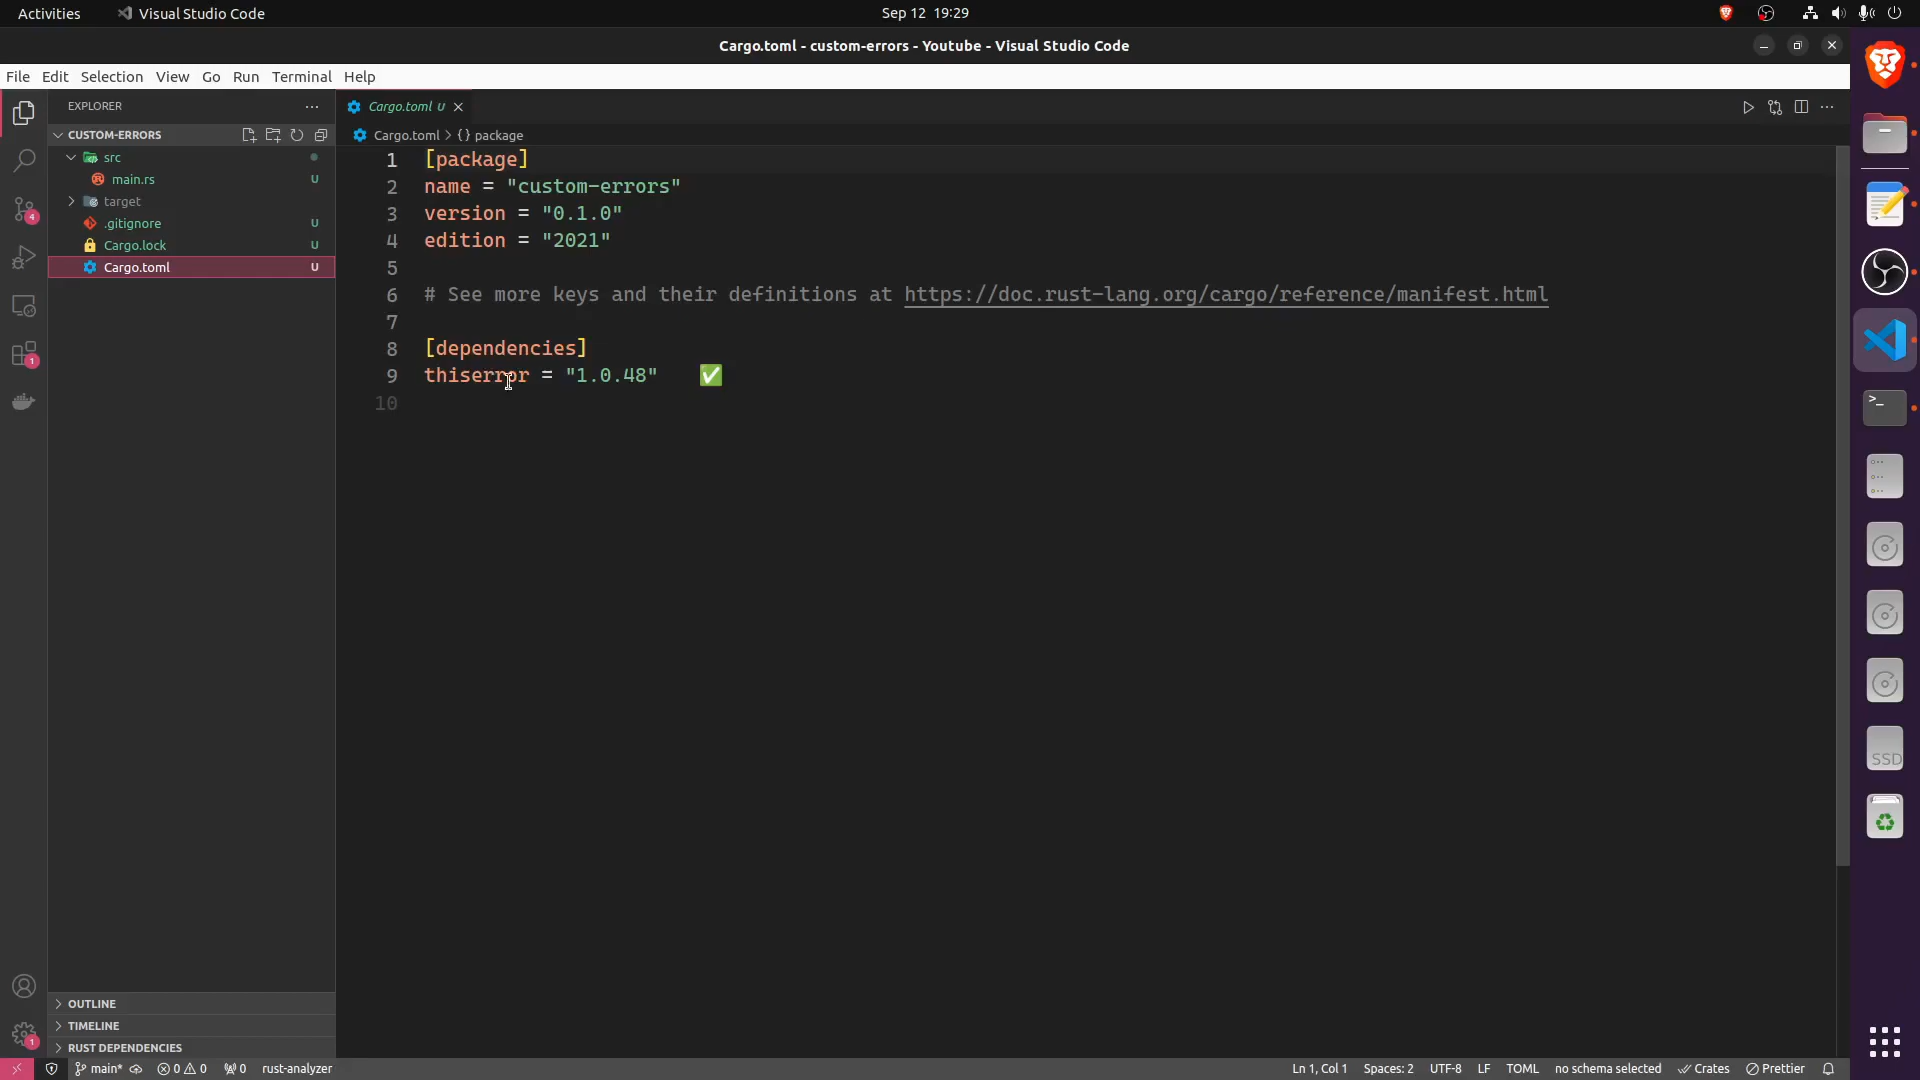 Activities
Visual Studio Code
Sep 12 19:29
Cargo.toml - custom-errors - Youtube - Visual Studio Code
File Edit Selection View Go Run Terminal Help
EXPLORER
Cargo.toml U
CUSTOM-ERRORS
Cargo.toml > {} package
src
main.rs U
target
.gitignore U
Cargo.lock U
Cargo.toml U
1 [package]
2 name = "custom-errors"
3 version = "0.1.0"
4 edition = "2021"
5
6 # See more keys and their definitions at https://doc.rust-lang.org/cargo/reference/manifest.html
7
8 [dependencies]
9 thiserror = "1.0.48" ✅
10
4
1
1
>_
SSD
OUTLINE
TIMELINE
RUST DEPENDENCIES
main* 0 0 0 rust-analyzer
Ln 1, Col 1 Spaces: 2 UTF-8 LF TOML no schema selected Crates Prettier